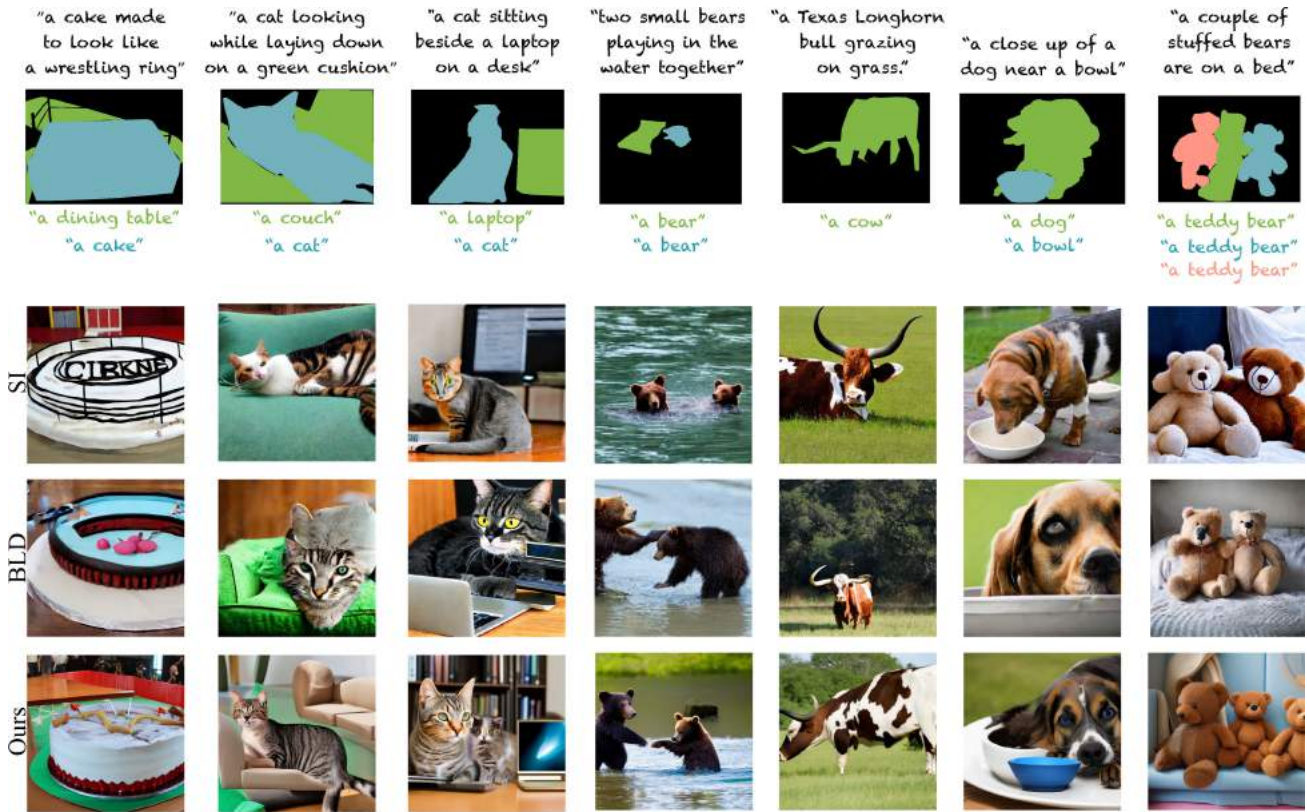 "a cake made
to look like
a wrestling ring"
"a cat looking
while laying down
on a green cushion"
"a cat sitting
beside a laptop
on a desk"
"two small bears
playing in the
water together"
"a Texas Longhorn
bull grazing
on grass."
"a close up of a
dog near a bowl"
"a couple of
stuffed bears
are on a bed"
"a dining table"
"a cake"
"a couch"
"a cat"
"a laptop"
"a cat"
"a bear"
"a bear"
"a cow"
"a dog"
"a bowl"
"a teddy bear"
"a teddy bear"
"a teddy bear"
SI
CIRKNE
BLD
Ours